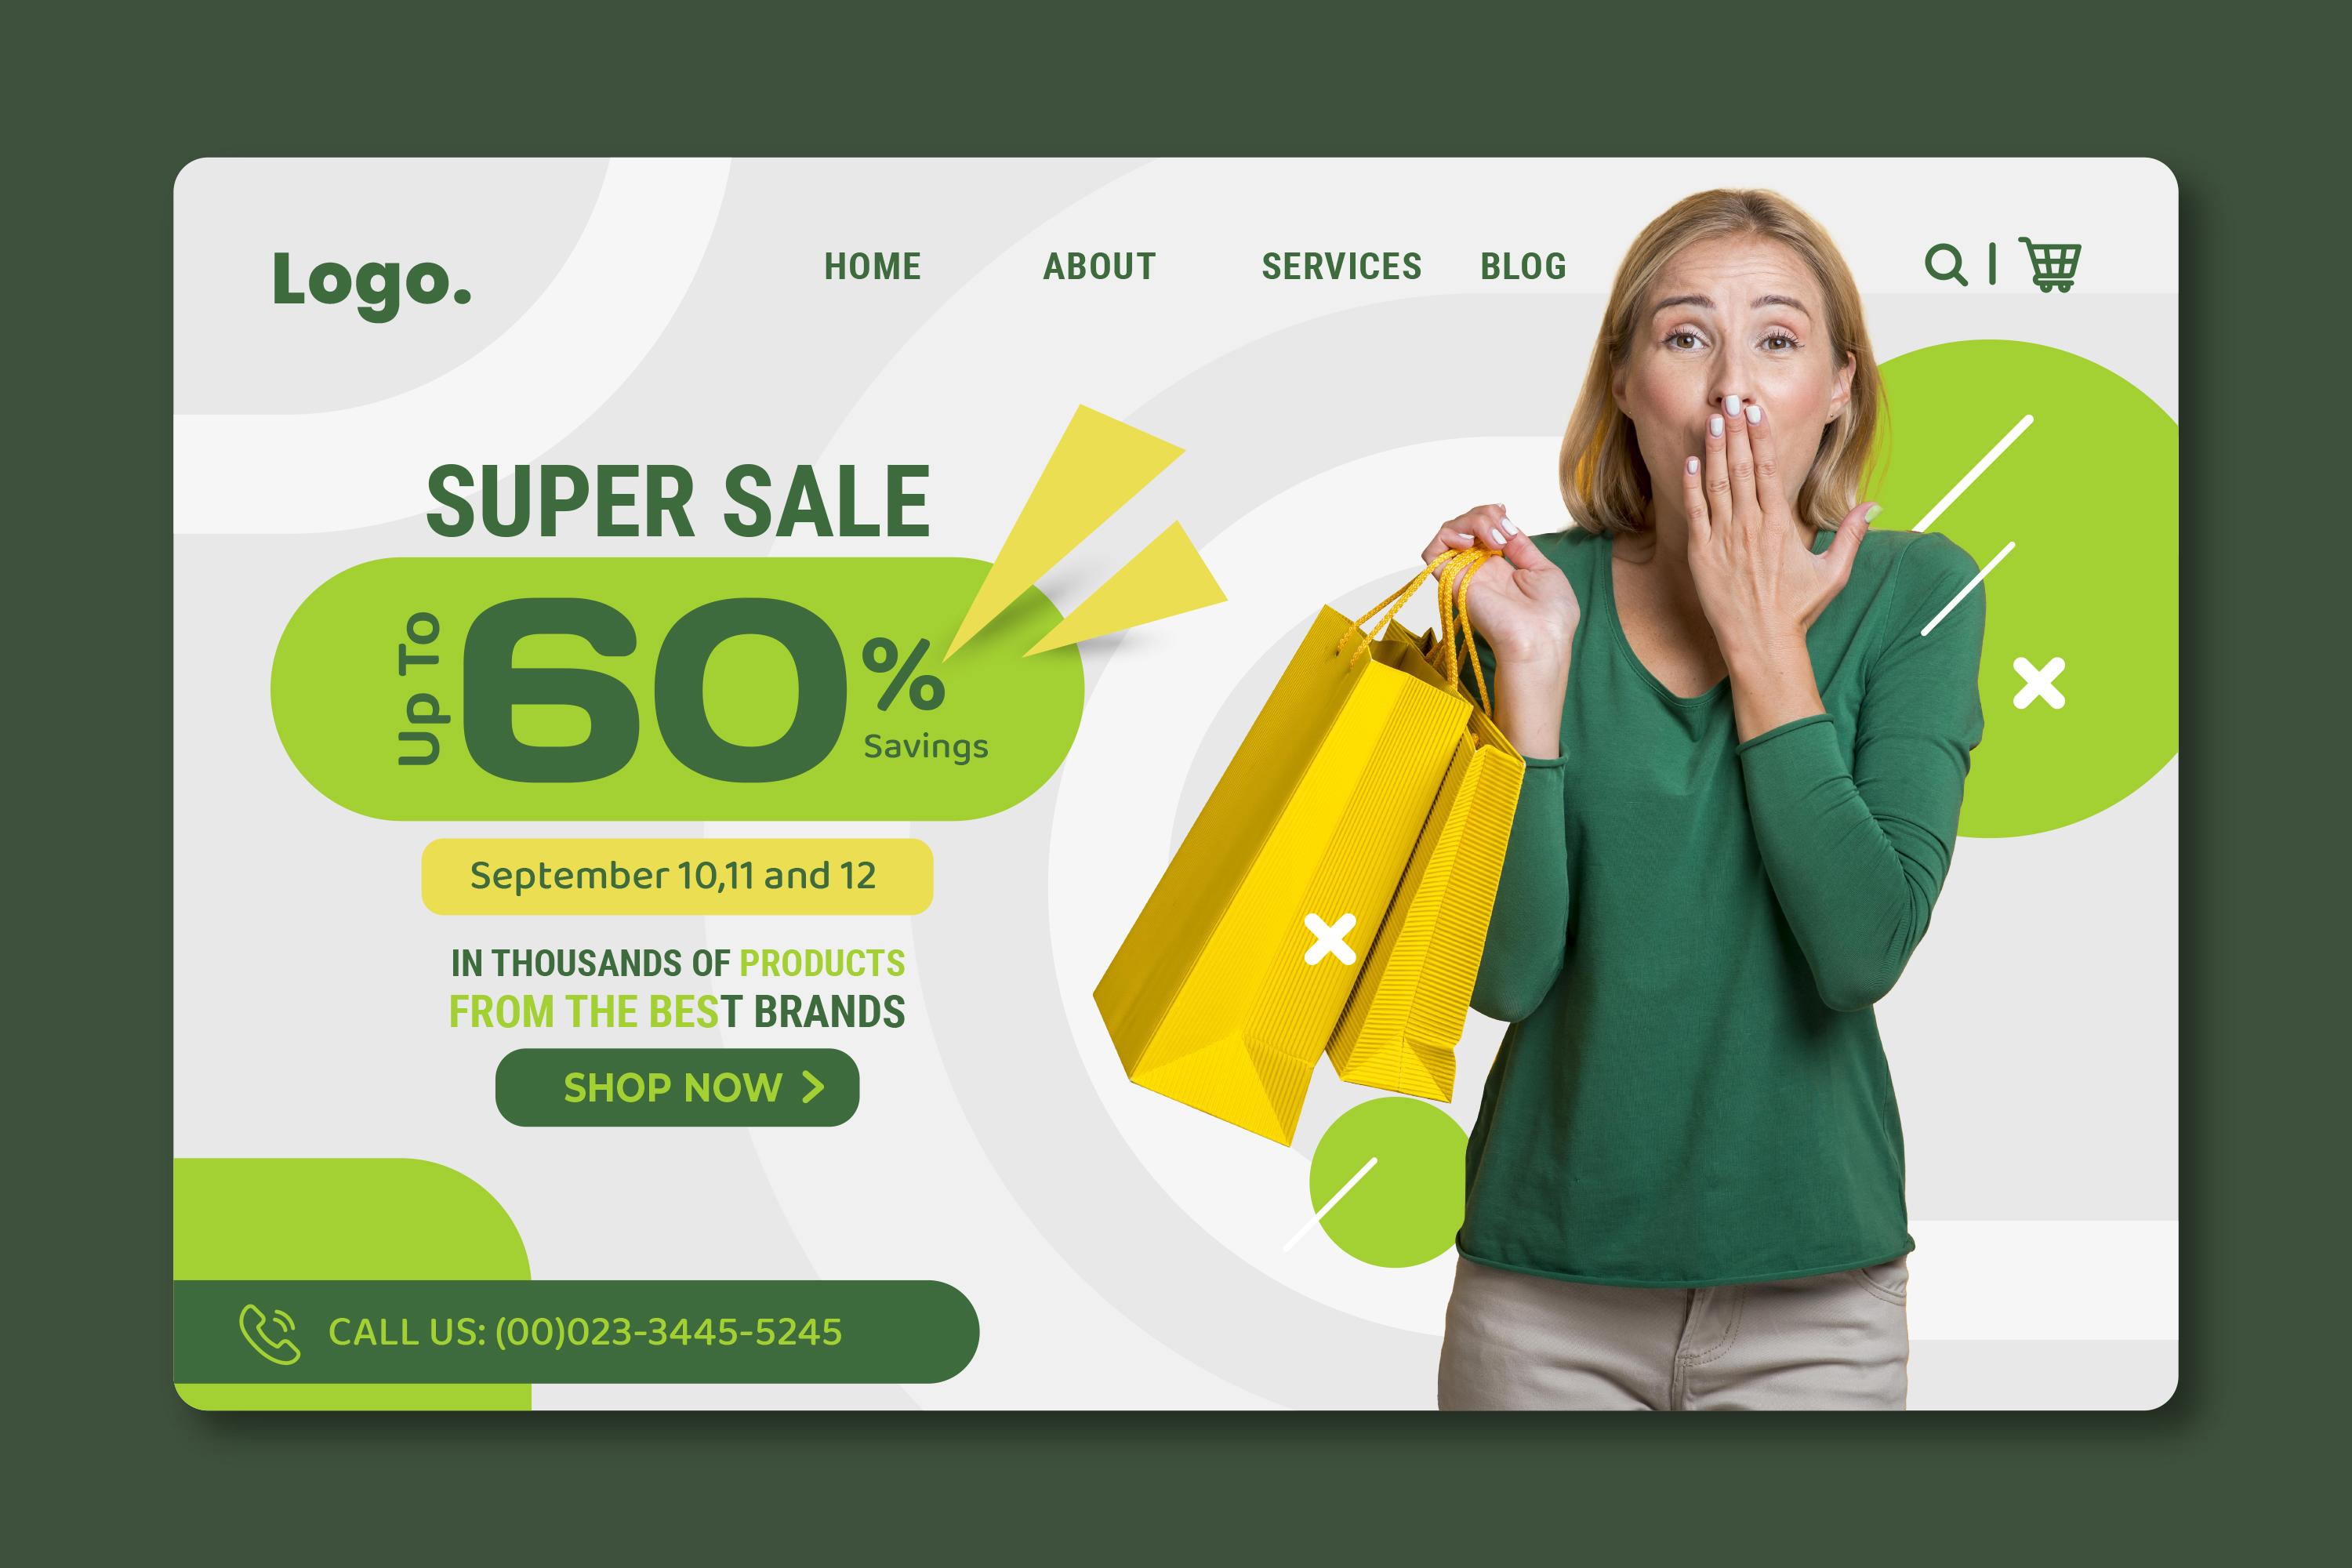 Logo.
HOME ABOUT SERVICES BLOG
SUPER SALE
Up To
60%
Savings
September 10,11 and 12
IN THOUSANDS OF PRODUCTS
FROM THE BEST BRANDS
SHOP NOW
CALL US: (00)023-3445-5245